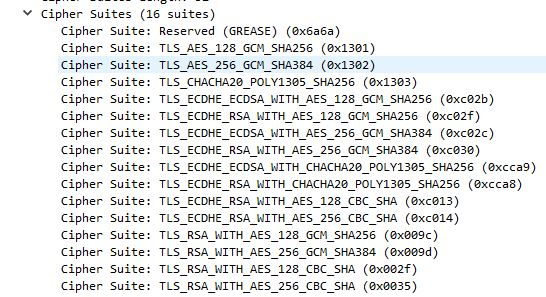 Cipher Suites (16 suites)
Cipher Suite: Reserved (GREASE) (0x6a6a)
Cipher Suite: TLS_AES_128_GCM_SHA256 (0x1301)
Cipher Suite: TLS_AES_256_GCM_SHA384 (0x1302)
Cipher Suite: TLS_CHACHA20_POLY1305_SHA256 (0x1303)
Cipher Suite: TLS_ECDHE_ECDSA_WITH_AES_128_GCM_SHA256 (0xc02b)
Cipher Suite: TLS_ECDHE_RSA_WITH_AES_128_GCM_SHA256 (0xc02f)
Cipher Suite: TLS_ECDHE_ECDSA_WITH_AES_256_GCM_SHA384 (0xc02c)
Cipher Suite: TLS_ECDHE_RSA_WITH_AES_256_GCM_SHA384 (0xc030)
Cipher Suite: TLS_ECDHE_ECDSA_WITH_CHACHA20_POLY1305_SHA256 (0xcca9)
Cipher Suite: TLS_ECDHE_RSA_WITH_CHACHA20_POLY1305_SHA256 (0xcca8)
Cipher Suite: TLS_ECDHE_RSA_WITH_AES_128_CBC_SHA (0xc013)
Cipher Suite: TLS_ECDHE_RSA_WITH_AES_256_CBC_SHA (0xc014)
Cipher Suite: TLS_RSA_WITH_AES_128_GCM_SHA256 (0x009c)
Cipher Suite: TLS_RSA_WITH_AES_256_GCM_SHA384 (0x009d)
Cipher Suite: TLS_RSA_WITH_AES_128_CBC_SHA (0x002f)
Cipher Suite: TLS_RSA_WITH_AES_256_CBC_SHA (0x0035)